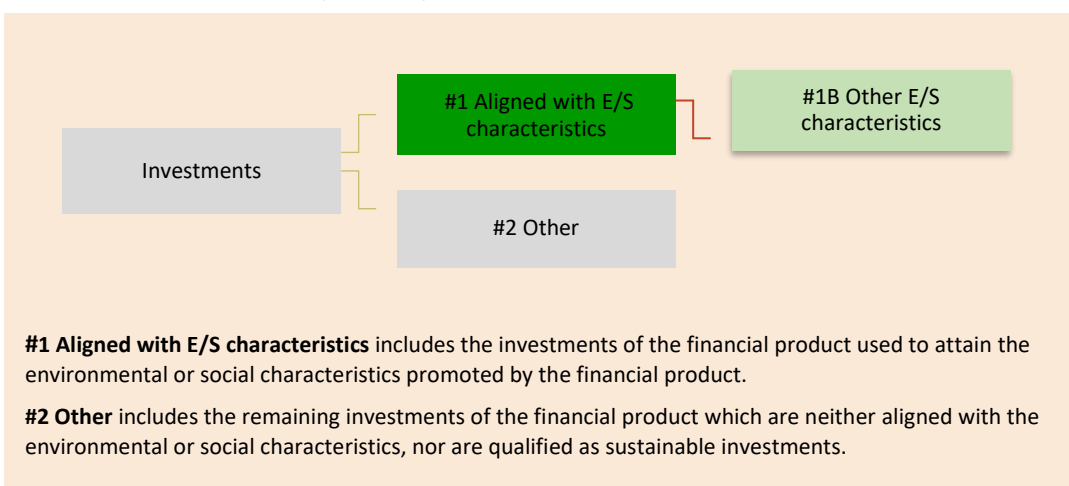 #1 Aligned with E/S
characteristics
#1B Other E/S
characteristics
Investments
#2 Other
#1 Aligned with E/S characteristics includes the investments of the financial product used to attain the
environmental or social characteristics promoted by the financial product.
#2 Other includes the remaining investments of the financial product which are neither aligned with the
environmental or social characteristics, nor are qualified as sustainable investments.